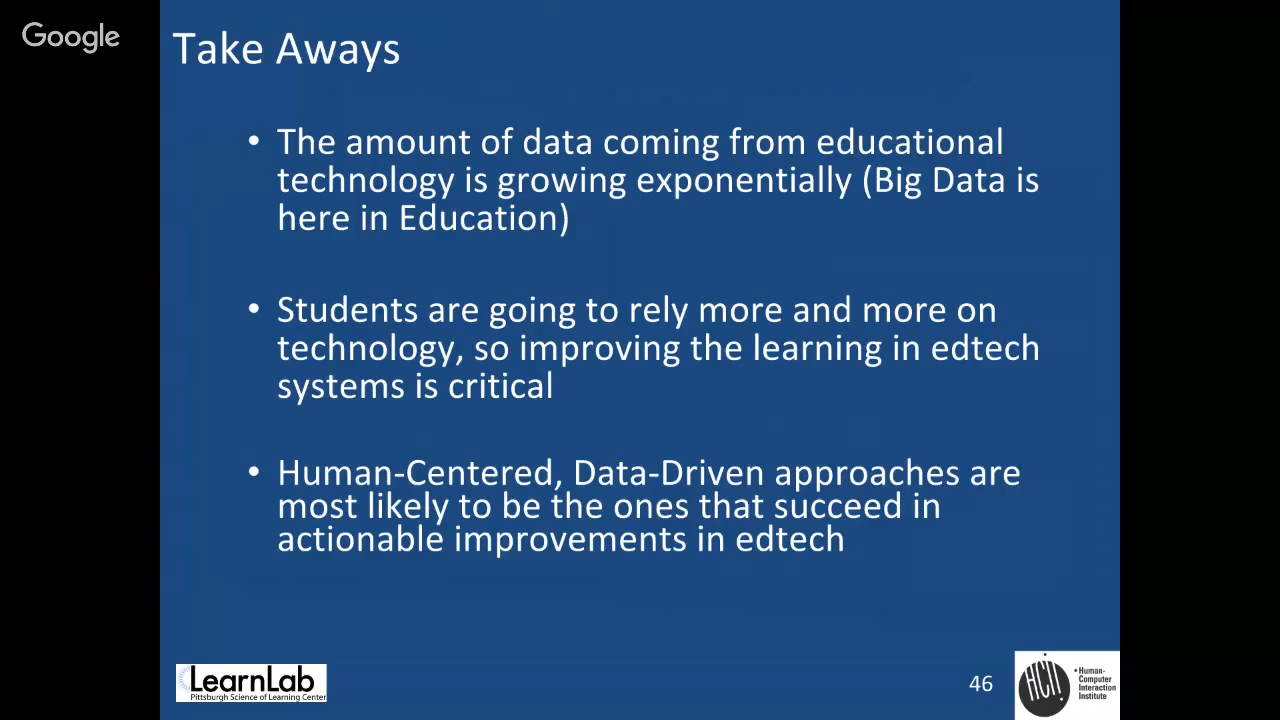 Google
Take Aways
• The amount of data coming from educational
technology is growing exponentially (Big Data is
here in Education)
• Students are going to rely more and more on
technology, so improving the learning in edtech
systems is critical
• Human-Centered, Data-Driven approaches are
most likely to be the ones that succeed in
actionable improvements in edtech
LearnLab
Pittsburgh Science of Learning Center
46
HCII
• Human-
Computer
Interaction
Institute